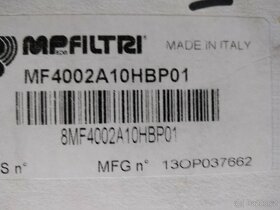 MPFILTRI
MADE IN ITALY
MF4002A10HBP01
8MF4002A10HBP01
S n°
MFG n° 13OP037662